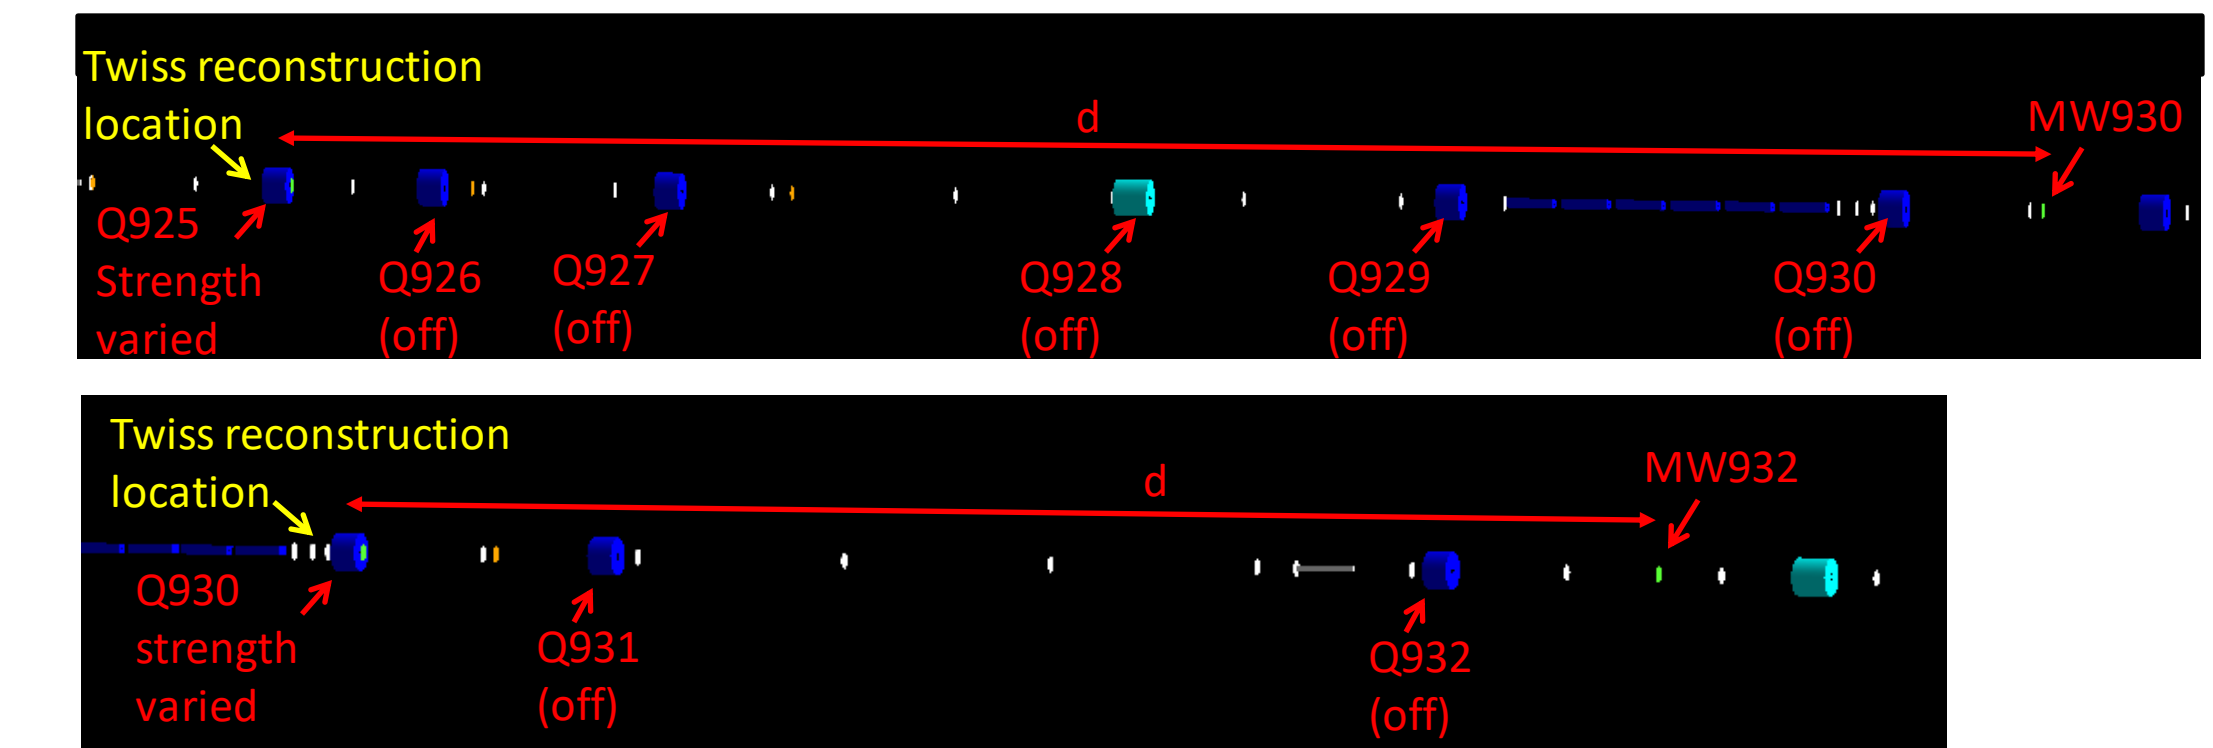 Twiss reconstruction
location
d
MW930
Q925
Strength
varied
Q926
(off)
Q927
(off)
Q928
(off)
Q929
(off)
Q930
(off)
Twiss reconstruction
location
d
MW932
Q930
strength
varied
Q931
(off)
Q932
(off)